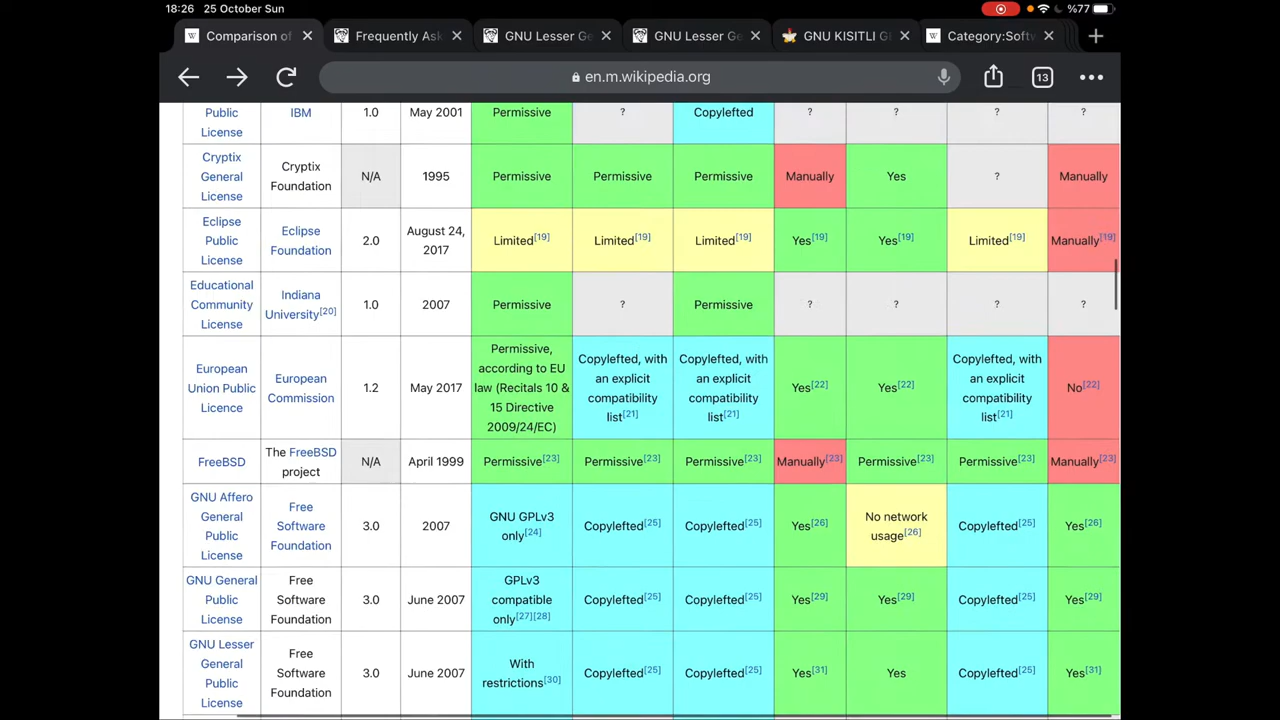 18:26 25 October Sun %77
Comparison of Frequently Ask GNU Lesser Ge GNU Lesser Ge GNU KISITLI GE Category:Softw
en.m.wikipedia.org 13
Public License IBM 1.0 May 2001 Permissive ? Copylefted ? ? ? ?
Cryptix General License Cryptix Foundation N/A 1995 Permissive Permissive Permissive Manually Yes ? Manually
Eclipse Public License Eclipse Foundation 2.0 August 24, 2017 Limited[19] Limited[19] Limited[19] Yes[19] Yes[19] Limited[19] Manually[19]
Educational Community License Indiana University[20] 1.0 2007 Permissive ? Permissive ? ? ? ?
European Union Public Licence European Commission 1.2 May 2017 Permissive, according to EU law (Recitals 10 & 15 Directive 2009/24/EC) Copylefted, with an explicit compatibility list[21] Copylefted, with an explicit compatibility list[21] Yes[22] Yes[22] Copylefted, with an explicit compatibility list[21] No[22]
FreeBSD The FreeBSD project N/A April 1999 Permissive[23] Permissive[23] Permissive[23] Manually[23] Permissive[23] Permissive[23] Manually[23]
GNU Affero General Public License Free Software Foundation 3.0 2007 GNU GPLv3 only[24] Copylefted[25] Copylefted[25] Yes[26] No network usage[26] Copylefted[25] Yes[26]
GNU General Public License Free Software Foundation 3.0 June 2007 GPLv3 compatible only[27][28] Copylefted[25] Copylefted[25] Yes[29] Yes[29] Copylefted[25] Yes[29]
GNU Lesser General Public License Free Software Foundation 3.0 June 2007 With restrictions[30] Copylefted[25] Copylefted[25] Yes[31] Yes Copylefted[25] Yes[31]